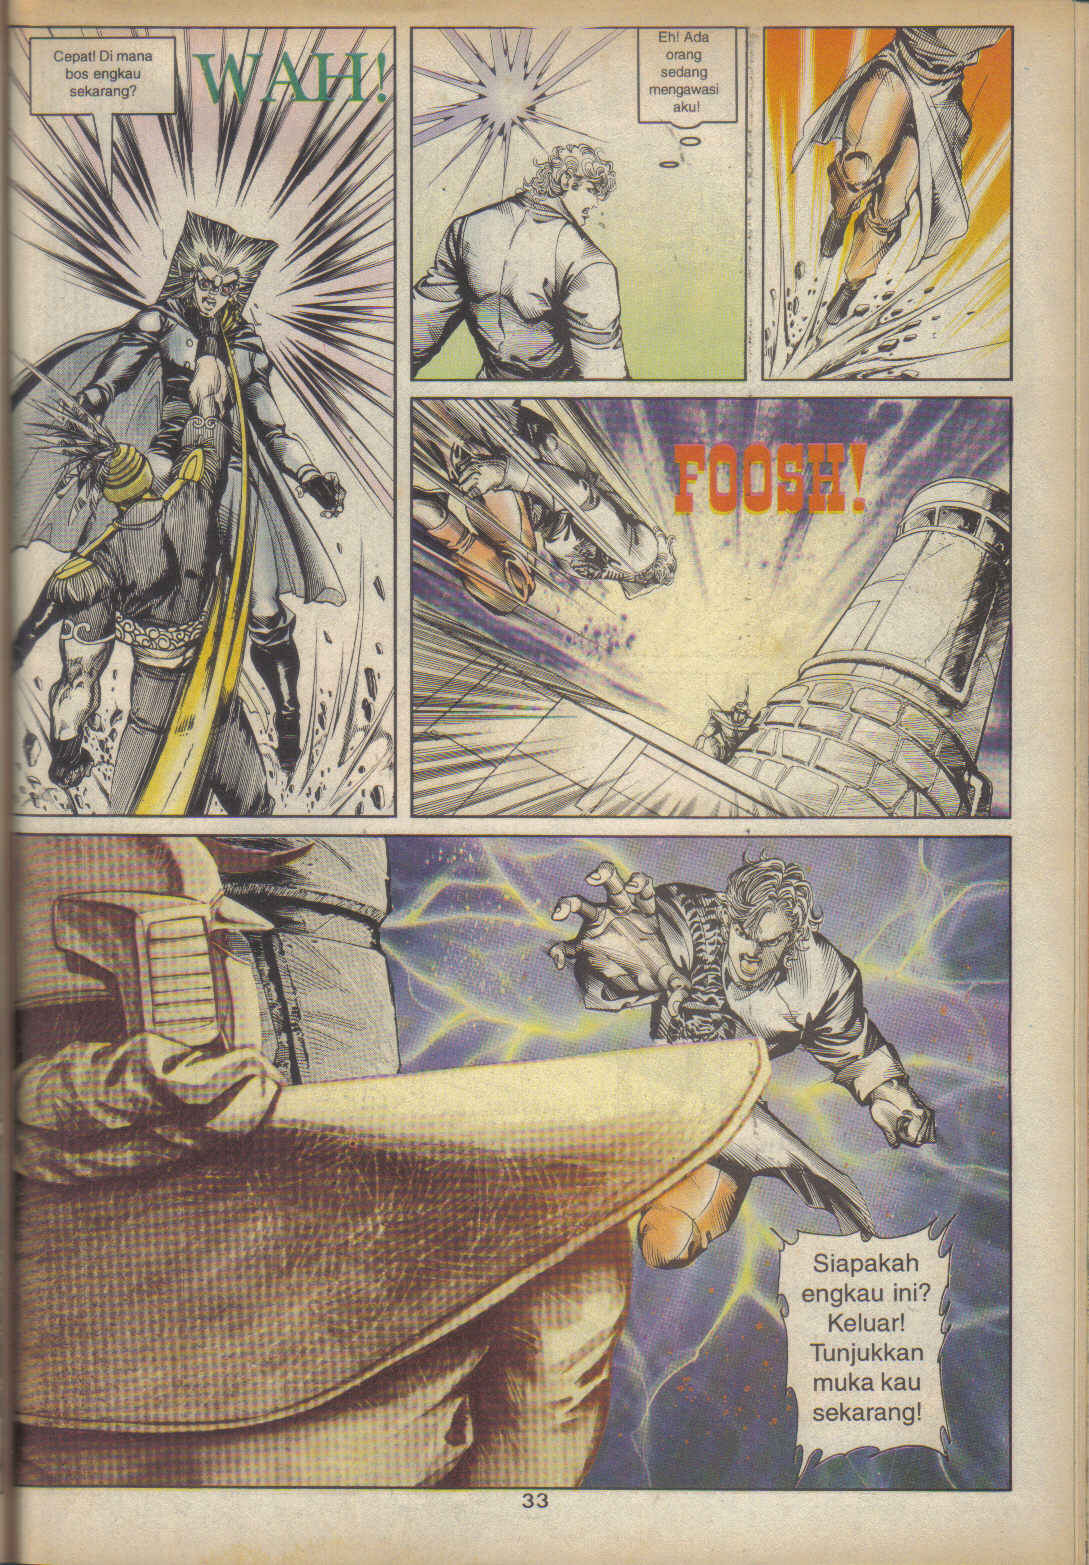 Cepat! Di mana
bos engkau
sekarang?
WAH!
Eh! Ada
orang
sedang
mengawasi
aku!
FOOSH!
Siapakah
engkau ini?
Keluar!
Tunjukkan
muka kau
sekarang!
33